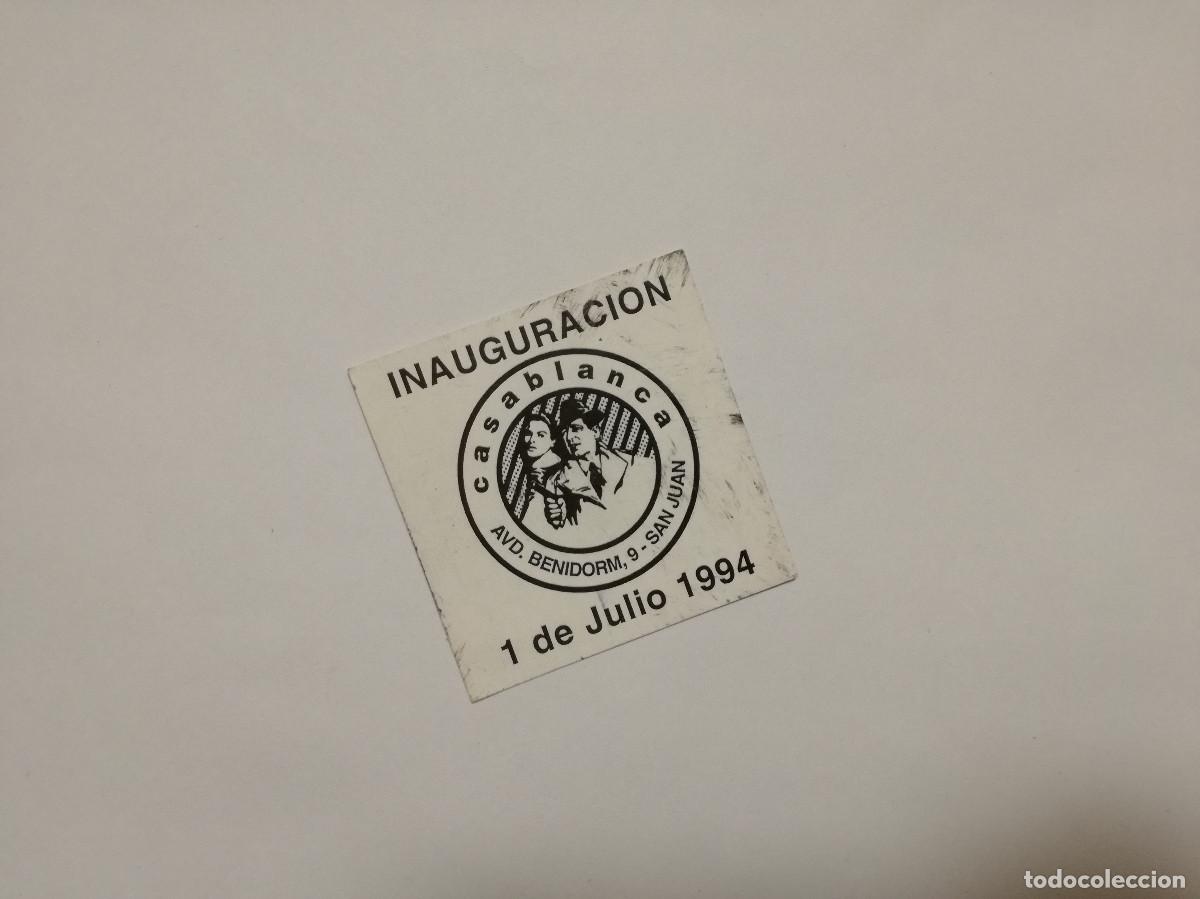 INAUGURACION
casablanca
AVD. BENIDORM, 9 - SAN JUAN
1 de Julio 1994
todocoleccion